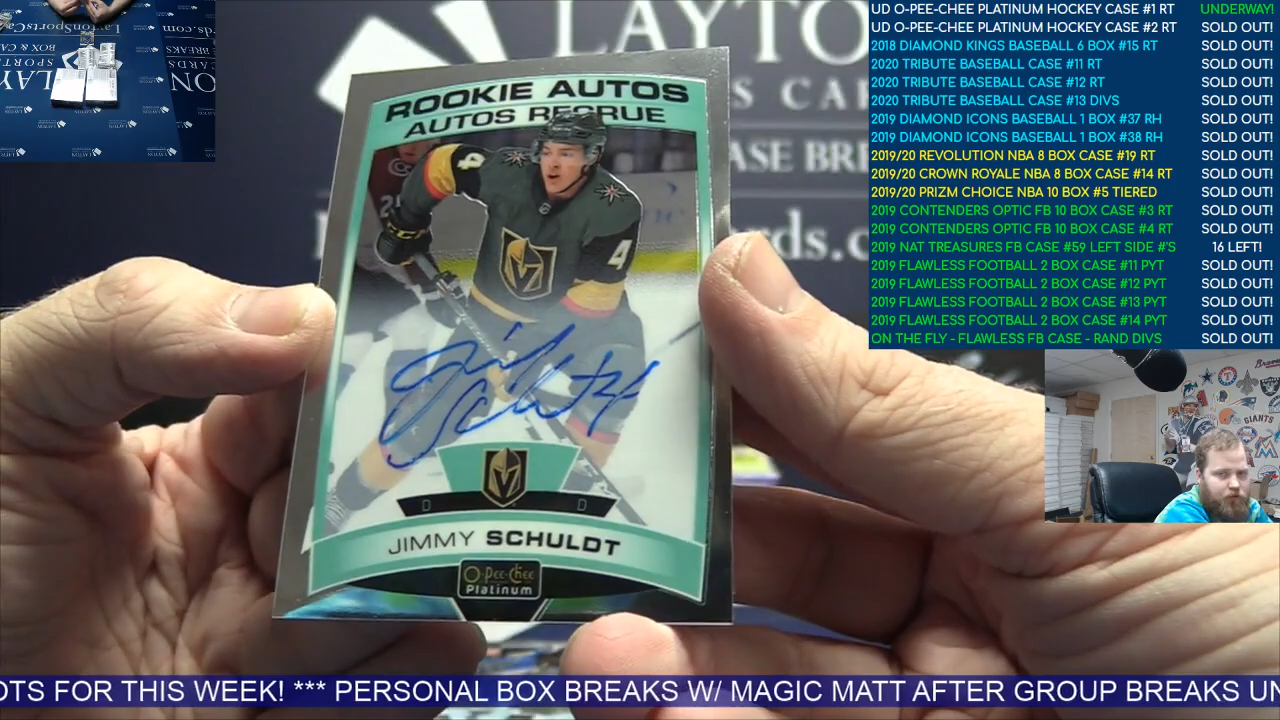 UD O-PEE-CHEE PLATINUM HOCKEY CASE #1 RT UNDERWAY!
UD O-PEE-CHEE PLATINUM HOCKEY CASE #2 RT SOLD OUT!
2018 DIAMOND KINGS BASEBALL 6 BOX #15 RT SOLD OUT!
2020 TRIBUTE BASEBALL CASE #11 RT SOLD OUT!
2020 TRIBUTE BASEBALL CASE #12 RT SOLD OUT!
2020 TRIBUTE BASEBALL CASE #13 DIVS SOLD OUT!
2019 DIAMOND ICONS BASEBALL 1 BOX #37 RH SOLD OUT!
2019 DIAMOND ICONS BASEBALL 1 BOX #38 RH SOLD OUT!
2019/20 REVOLUTION NBA 8 BOX CASE #19 RT SOLD OUT!
2019/20 CROWN ROYALE NBA 8 BOX CASE #14 RT SOLD OUT!
2019/20 PRIZM CHOICE NBA 10 BOX #5 TIERED SOLD OUT!
2019 CONTENDERS OPTIC FB 10 BOX CASE #3 RT SOLD OUT!
2019 CONTENDERS OPTIC FB 10 BOX CASE #4 RT SOLD OUT!
2019 NAT TREASURES FB CASE #59 LEFT SIDE #'S 16 LEFT!
2019 FLAWLESS FOOTBALL 2 BOX CASE #11 PYT SOLD OUT!
2019 FLAWLESS FOOTBALL 2 BOX CASE #12 PYT SOLD OUT!
2019 FLAWLESS FOOTBALL 2 BOX CASE #13 PYT SOLD OUT!
2019 FLAWLESS FOOTBALL 2 BOX CASE #14 PYT SOLD OUT!
ON THE FLY - FLAWLESS FB CASE - RAND DIVS SOLD OUT!
LAYTON
S CAR
ASE BRE
rds.c
ROOKIE AUTOS
AUTOS RECRUE
4
4
D D
JIMMY SCHULDT
O-Pee-Chee
Platinum
GIANTS
OTS FOR THIS WEEK! *** PERSONAL BOX BREAKS W/ MAGIC MATT AFTER GROUP BREAKS UN